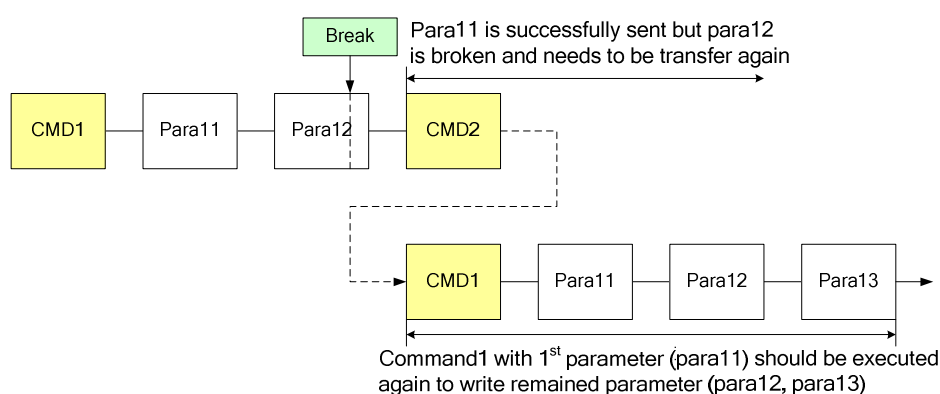 Break
Para11 is successfully sent but para12
is broken and needs to be transfer again
CMD1
Para11
Para12
CMD2
CMD1
Para11
Para12
Para13
Command1 with 1st parameter (para11) should be executed
again to write remained parameter (para12, para13)